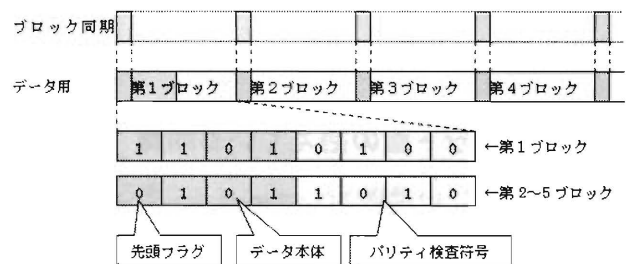 ブロック同期
データ用 第1ブロック 第2ブロック 第3ブロック 第4ブロック
1 1 0 1 0 1 0 0 ←第1ブロック
0 1 0 1 1 0 1 0 ←第2～5ブロック
先頭フラグ データ本体 パリティ検査符号